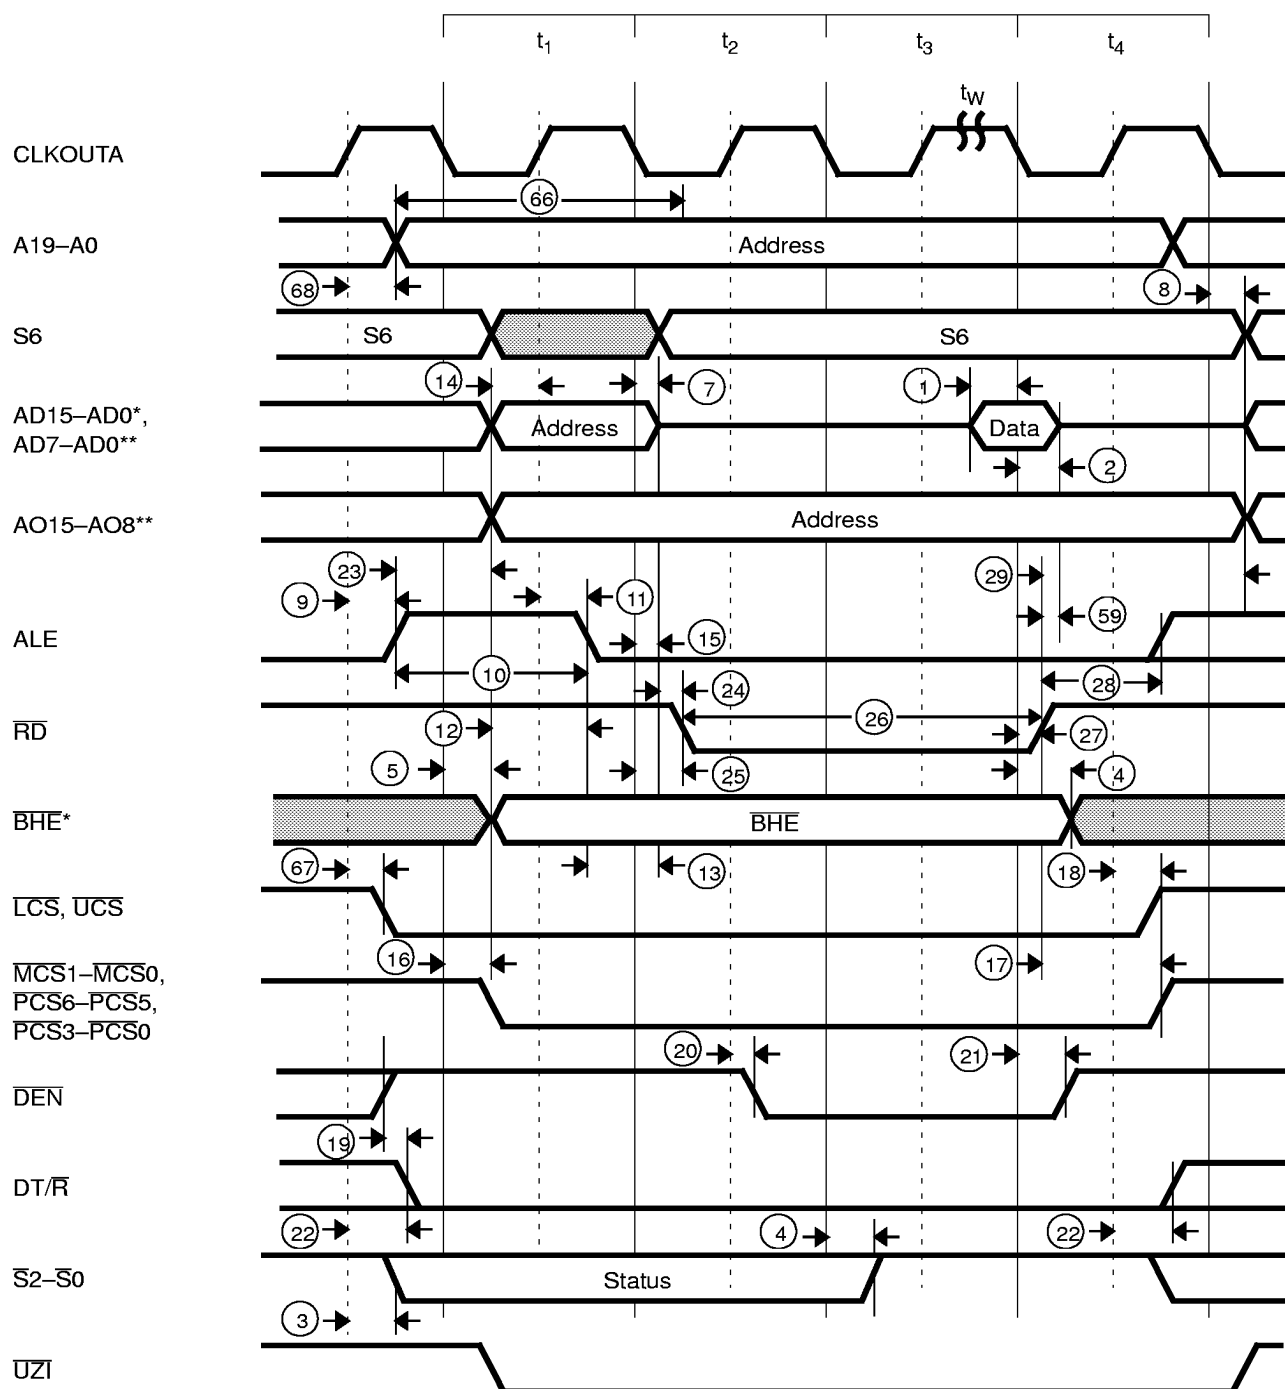 t1 t2 t3 t4
tW
CLKOUTA
66
A19–A0 Address
68 8
S6 S6 S6
14 7 1
AD15–AD0*,
AD7–AD0** Address Data
2
AO15–AO8** Address
23 29
9 11 59
ALE 15
10 24 28
RD 12 26 27
5 25 4
BHE* BHE
67 13 18
LCS, UCS
16 17
MCS1–MCS0,
PCS6–PCS5,
PCS3–PCS0
20 21
DEN
19
DT/R
22 4 22
S2–S0 Status
3
UZI